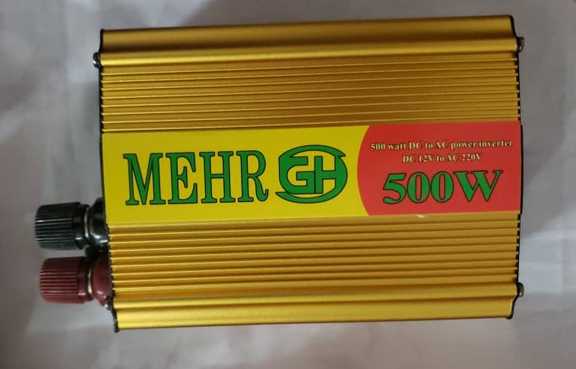 MEHR GH
500 watt DC to AC power inverter
DC 12V to AC 220V
500W